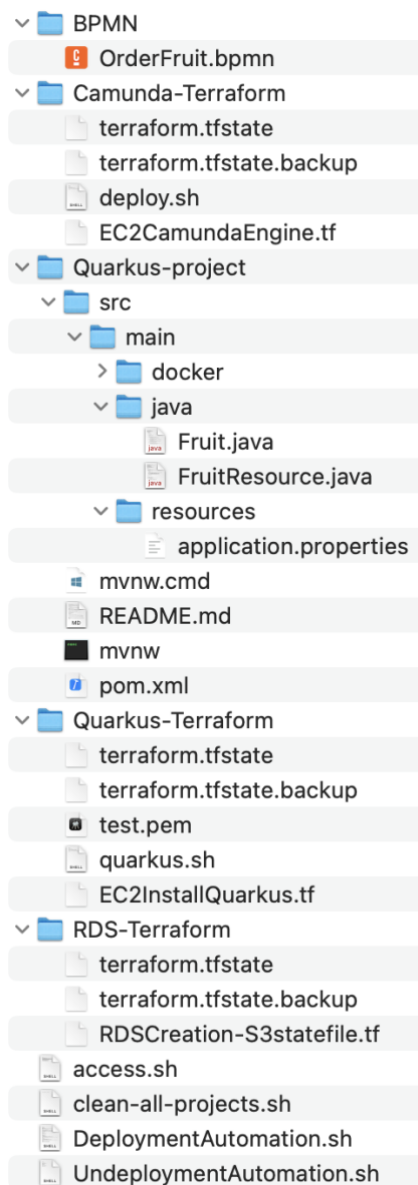 BPMN
OrderFruit.bpmn
Camunda-Terraform
terraform.tfstate
terraform.tfstate.backup
deploy.sh
EC2CamundaEngine.tf
Quarkus-project
src
main
docker
java
Fruit.java
FruitResource.java
resources
application.properties
mvnw.cmd
README.md
mvnw
pom.xml
Quarkus-Terraform
terraform.tfstate
terraform.tfstate.backup
test.pem
quarkus.sh
EC2InstallQuarkus.tf
RDS-Terraform
terraform.tfstate
terraform.tfstate.backup
RDSCreation-S3statefile.tf
access.sh
clean-all-projects.sh
DeploymentAutomation.sh
UndeploymentAutomation.sh